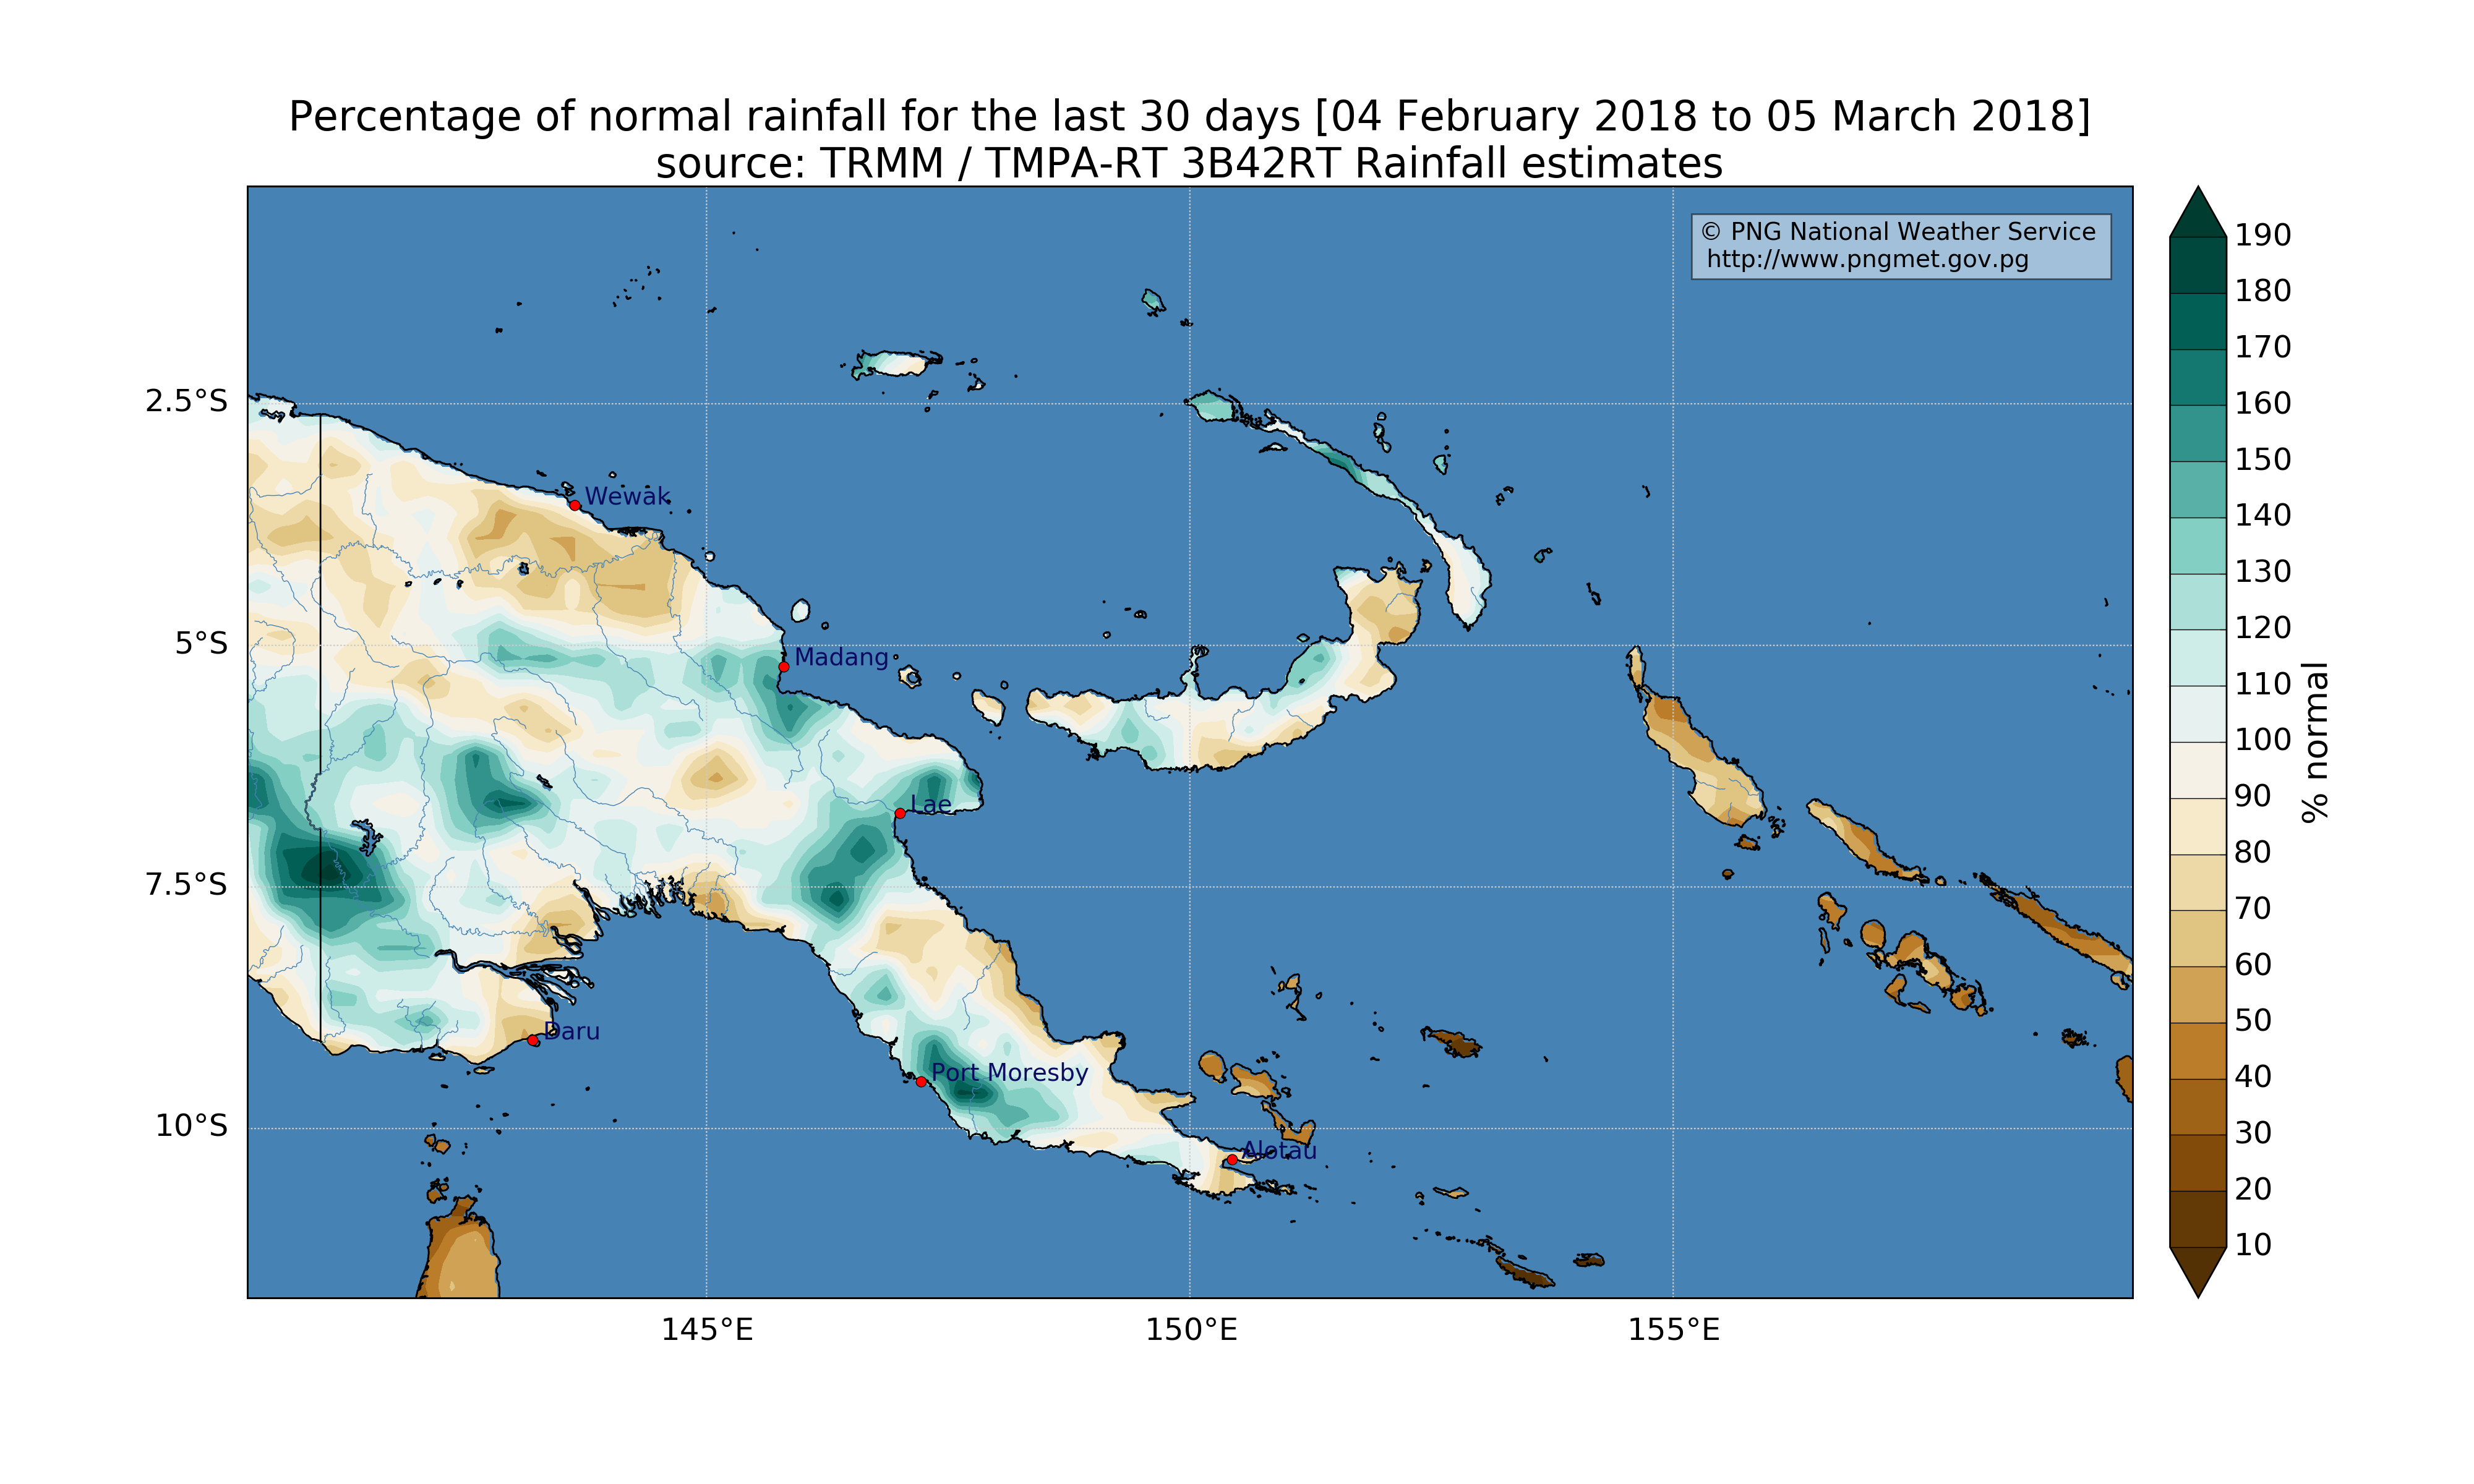 Percentage of normal rainfall for the last 30 days [04 February 2018 to 05 March 2018]
source: TRMM / TMPA-RT 3B42RT Rainfall estimates
© PNG National Weather Service
http://www.pngmet.gov.pg
2.5°S
5°S
7.5°S
10°S
Wewak
Madang
Lae
Daru
Port Moresby
Alotau
145°E
150°E
155°E
190
180
170
160
150
140
130
120
110
100
90
80
70
60
50
40
30
20
10
% normal